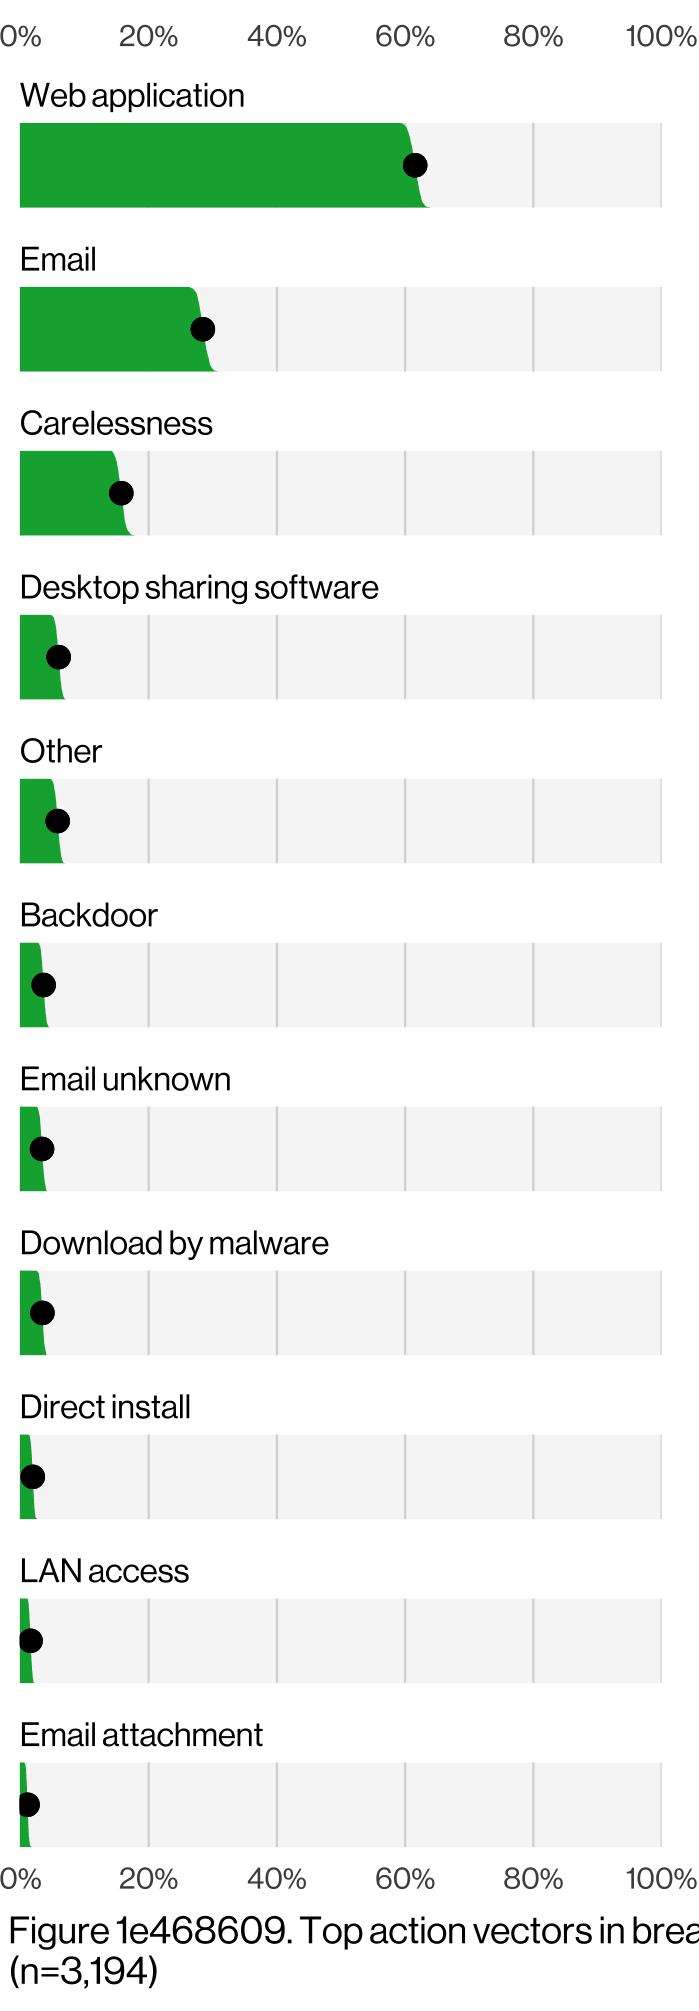 0% 20% 40% 60% 80% 100%
Web application
Email
Carelessness
Desktop sharing software
Other
Backdoor
Email unknown
Download by malware
Direct install
LAN access
Email attachment
0% 20% 40% 60% 80% 100%
Figure 1e468609. Top action vectors in
(n=3,194)